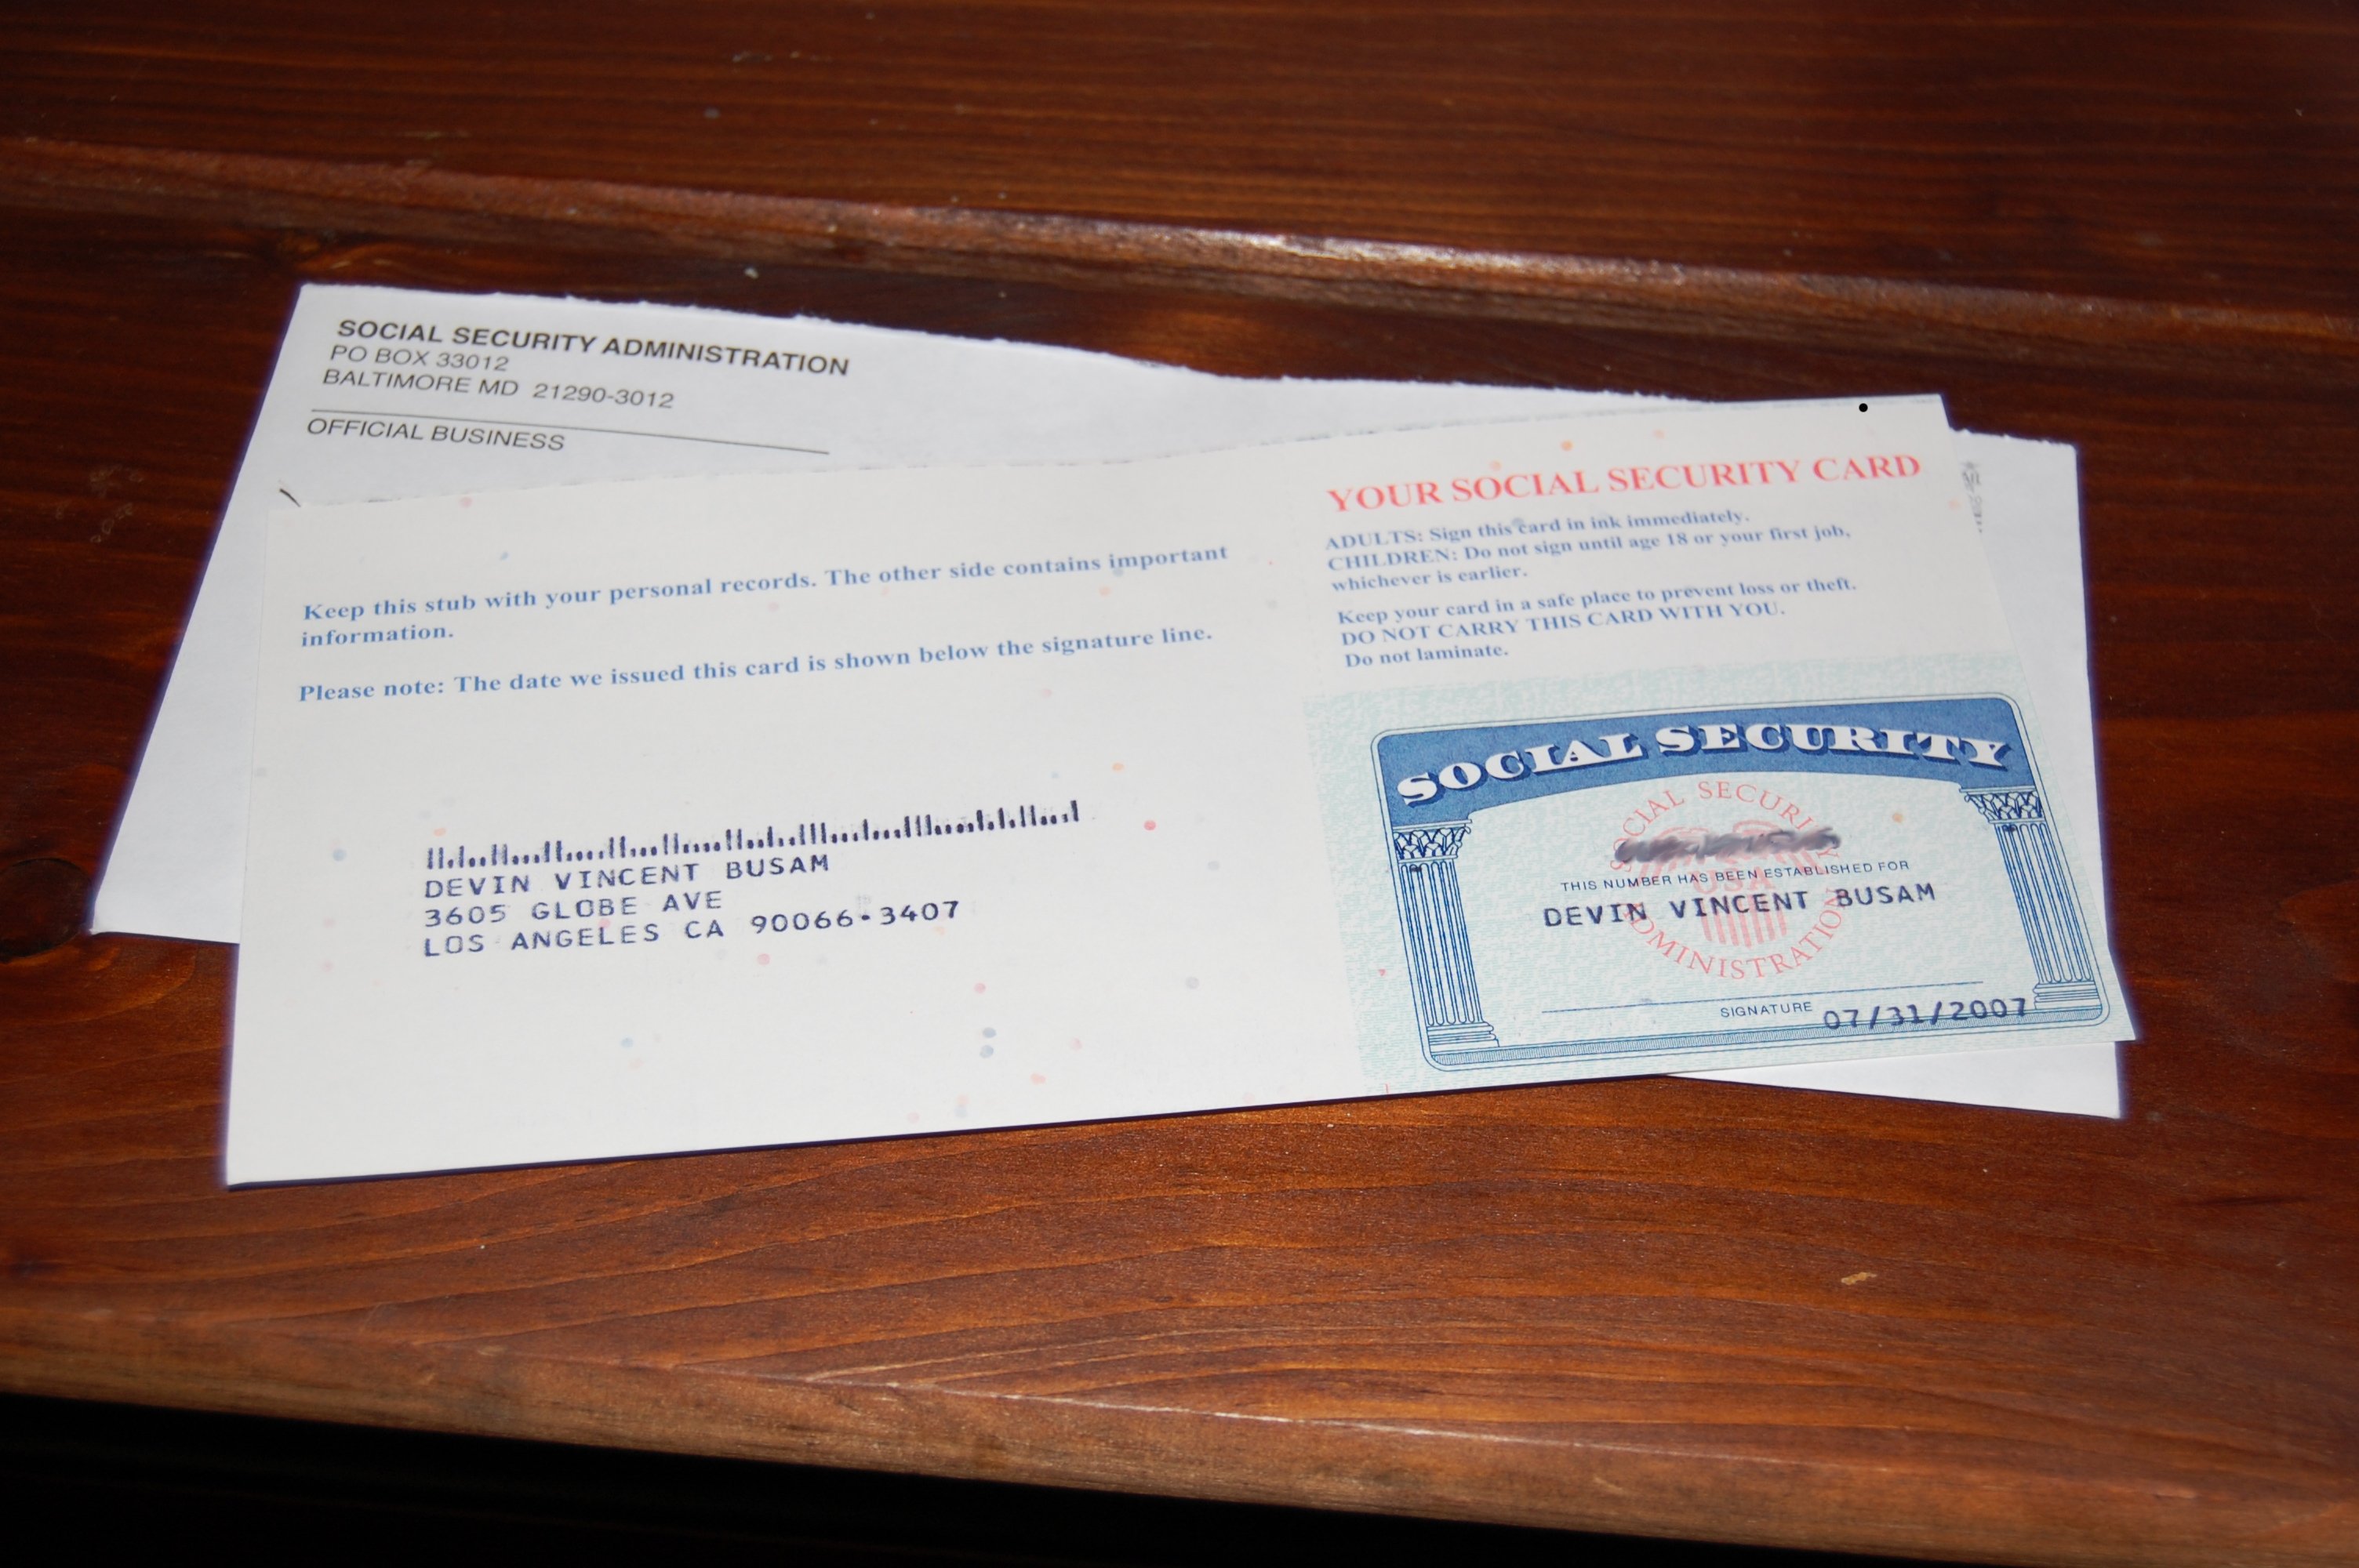 SOCIAL SECURITY ADMINISTRATION
PO BOX 33012
BALTIMORE MD 21290-3012
OFFICIAL BUSINESS
Keep this stub with your personal records. The other side contains important
information.
Please note: The date we issued this card is shown below the signature line.
DEVIN VINCENT BUSAM
3605 GLOBE AVE
LOS ANGELES CA 90066-3407
YOUR SOCIAL SECURITY CARD
ADULTS: Sign this card in ink immediately.
CHILDREN: Do not sign until age 18 or your first job,
whichever is earlier.
Keep your card in a safe place to prevent loss or theft.
DO NOT CARRY THIS CARD WITH YOU.
Do not laminate.
SOCIAL SECURITY
SOCIAL SECURITY
USA
ADMINISTRATION
THIS NUMBER HAS BEEN ESTABLISHED FOR
DEVIN VINCENT BUSAM
SIGNATURE
07/31/2007